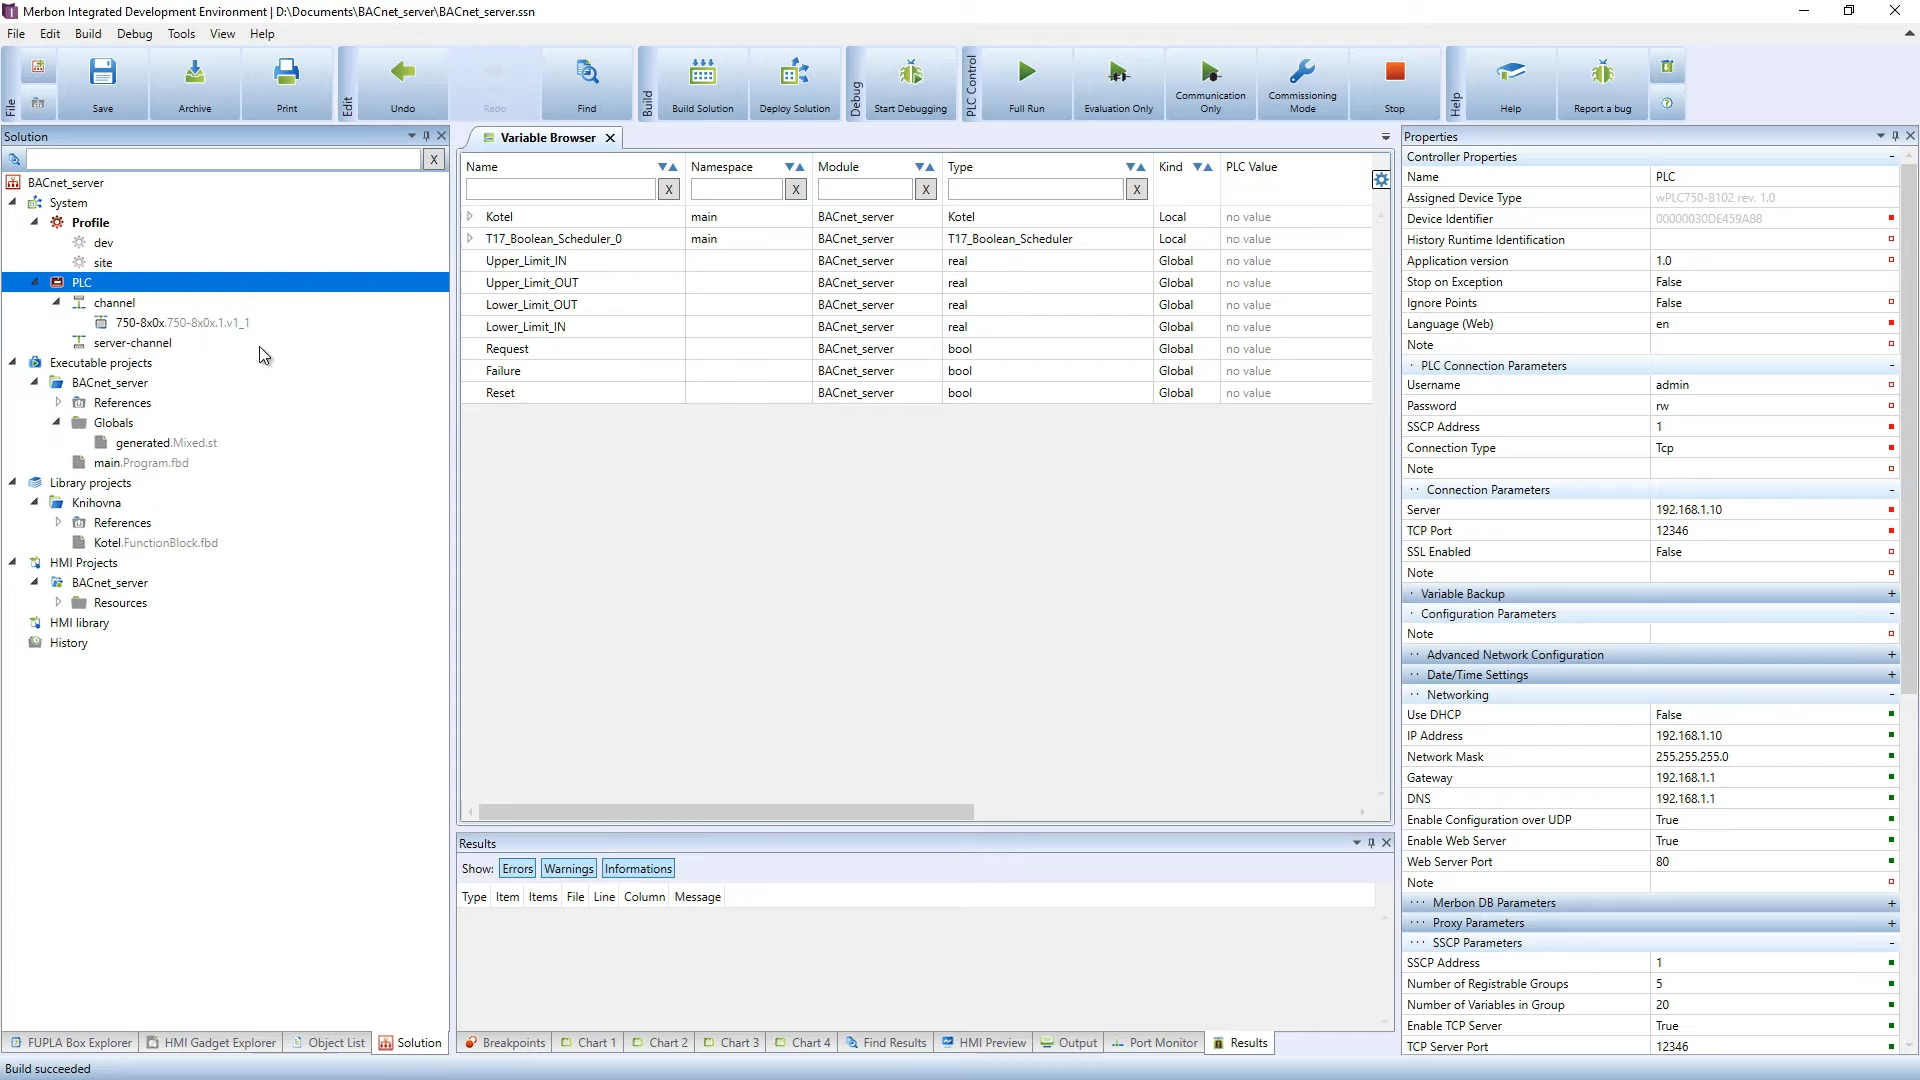 Merbon Integrated Development Environment | D:\Documents\BACnet_server\BACnet_server.ssn
File Edit Build Debug Tools View Help
File Save Archive Print Edit Undo Redo Find Build Build Solution Deploy Solution Debug Start Debugging PLC Control Full Run Evaluation Only Communication Only Commissioning Mode Stop Help Help Report a bug
Solution
X
BACnet_server
System
Profile
dev
site
PLC
channel
750-8x0x.750-8x0x.1.v1_1
server-channel
Executable projects
BACnet_server
References
Globals
generated.Mixed.st
main.Program.fbd
Library projects
Knihovna
References
Kotel.FunctionBlock.fbd
HMI Projects
BACnet_server
Resources
HMI library
History
FUPLA Box Explorer HMI Gadget Explorer Object List Solution
Variable Browser
Name Namespace Module Type Kind PLC Value
X X X X
Kotel main BACnet_server Kotel Local no value
T17_Boolean_Scheduler_0 main BACnet_server T17_Boolean_Scheduler Local no value
Upper_Limit_IN BACnet_server real Global no value
Upper_Limit_OUT BACnet_server real Global no value
Lower_Limit_OUT BACnet_server real Global no value
Lower_Limit_IN BACnet_server real Global no value
Request BACnet_server bool Global no value
Failure BACnet_server bool Global no value
Reset BACnet_server bool Global no value
Results
Show: Errors Warnings Informations
Type Item Items File Line Column Message
Breakpoints Chart 1 Chart 2 Chart 3 Chart 4 Find Results HMI Preview Output Port Monitor Results
Properties
Controller Properties
Name PLC
Assigned Device Type wPLC750-8102 rev. 1.0
Device Identifier 00000030DE459A88
History Runtime Identification
Application version 1.0
Stop on Exception False
Ignore Points False
Language (Web) en
Note
PLC Connection Parameters
Username admin
Password rw
SSCP Address 1
Connection Type Tcp
Note
Connection Parameters
Server 192.168.1.10
TCP Port 12346
SSL Enabled False
Note
Variable Backup
Configuration Parameters
Note
Advanced Network Configuration
Date/Time Settings
Networking
Use DHCP False
IP Address 192.168.1.10
Network Mask 255.255.255.0
Gateway 192.168.1.1
DNS 192.168.1.1
Enable Configuration over UDP True
Enable Web Server True
Web Server Port 80
Note
Merbon DB Parameters
Proxy Parameters
SSCP Parameters
SSCP Address 1
Number of Registrable Groups 5
Number of Variables in Group 20
Enable TCP Server True
TCP Server Port 12346
Build succeeded